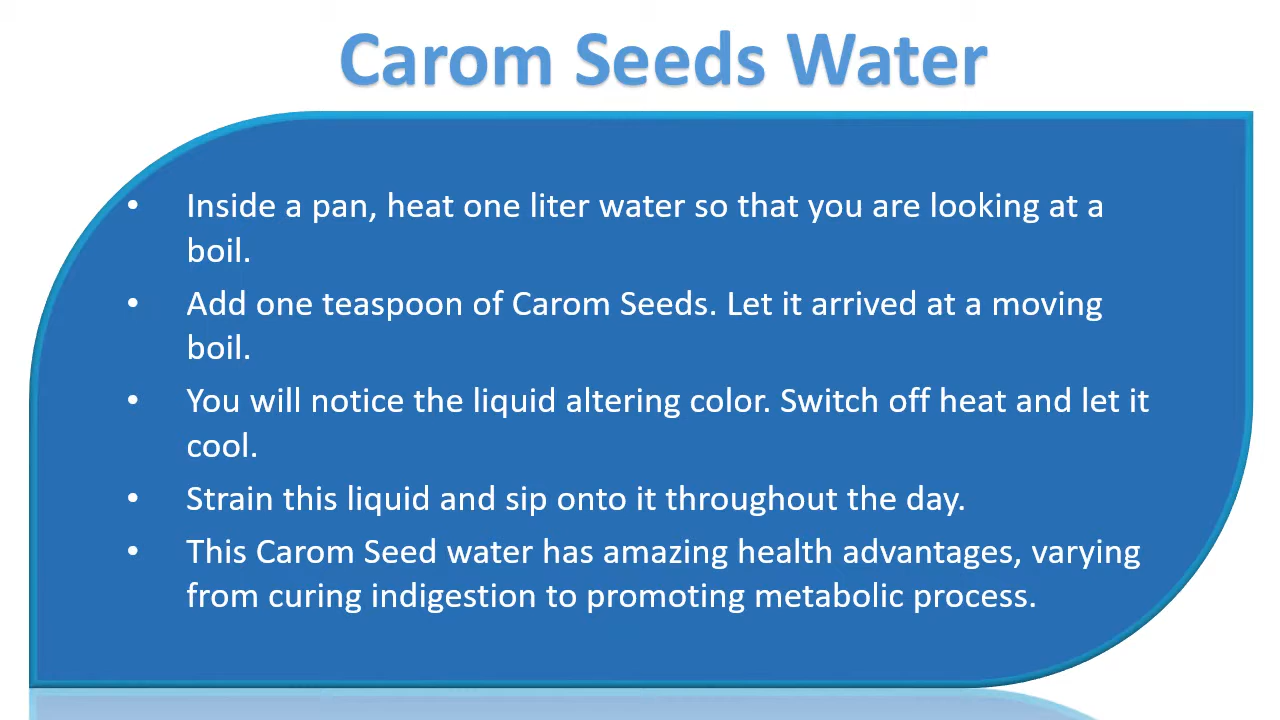 Carom Seeds Water
• Inside a pan, heat one liter water so that you are looking at a
boil.
• Add one teaspoon of Carom Seeds. Let it arrived at a moving
boil.
• You will notice the liquid altering color. Switch off heat and let it
cool.
• Strain this liquid and sip onto it throughout the day.
• This Carom Seed water has amazing health advantages, varying
from curing indigestion to promoting metabolic process.